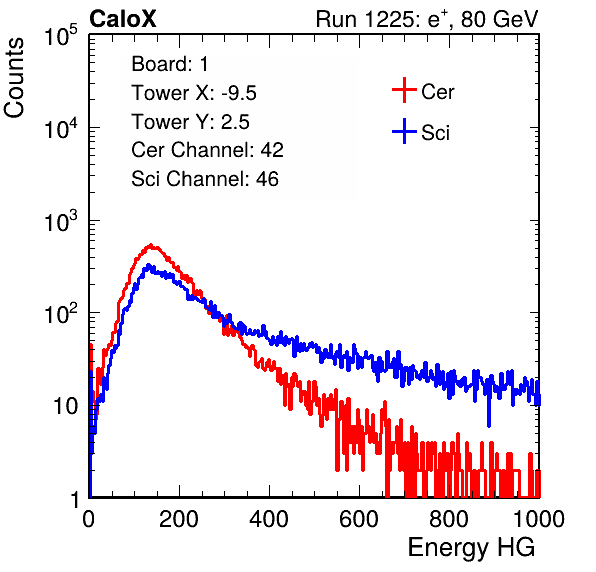 CaloX Run 1225: e⁺, 80 GeV
Counts
Board: 1
Tower X: -9.5
Tower Y: 2.5
Cer Channel: 42
Sci Channel: 46
Cer
Sci
10⁵
10⁴
10³
10²
10
1
0 200 400 600 800 1000
Energy HG